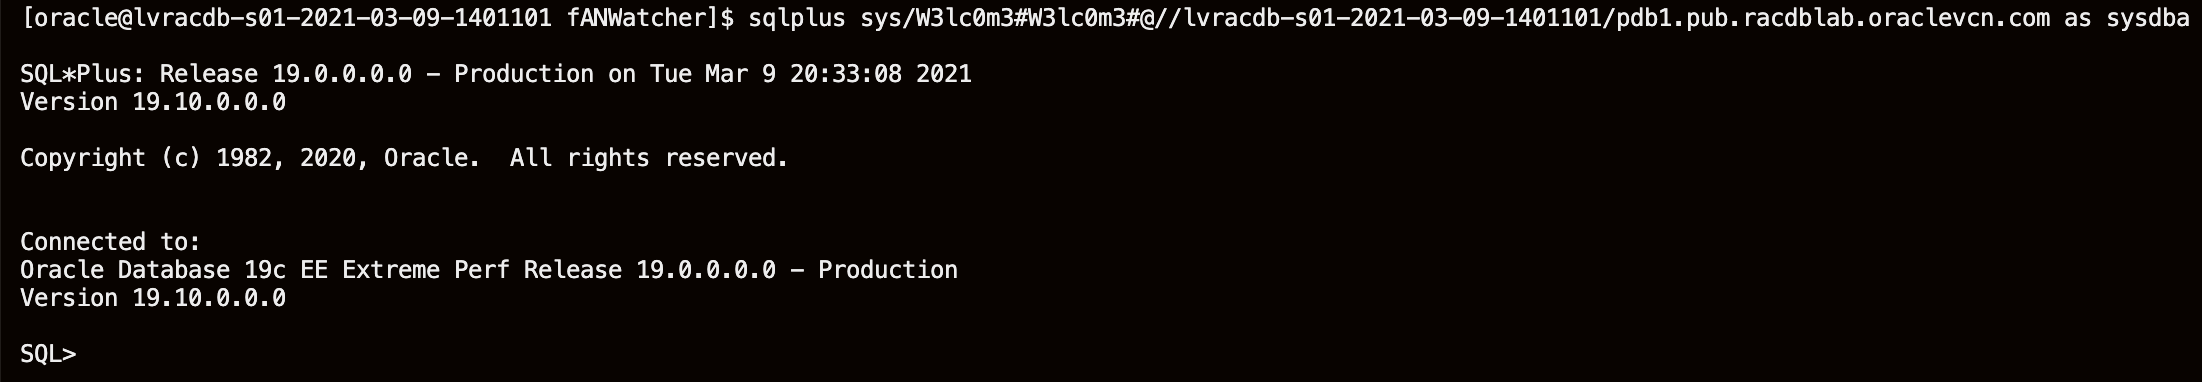 [oracle@lvracdb-s01-2021-03-09-1401101 fANWatcher]$ sqlplus sys/W3lc0m3#W3lc0m3#@//lvracdb-s01-2021-03-09-1401101/pdb1.pub.racdblab.oraclevcn.com as sysdba
SQL*Plus: Release 19.0.0.0.0 - Production on Tue Mar 9 20:33:08 2021
Version 19.10.0.0.0
Copyright (c) 1982, 2020, Oracle.  All rights reserved.
Connected to:
Oracle Database 19c EE Extreme Perf Release 19.0.0.0.0 - Production
Version 19.10.0.0.0
SQL>